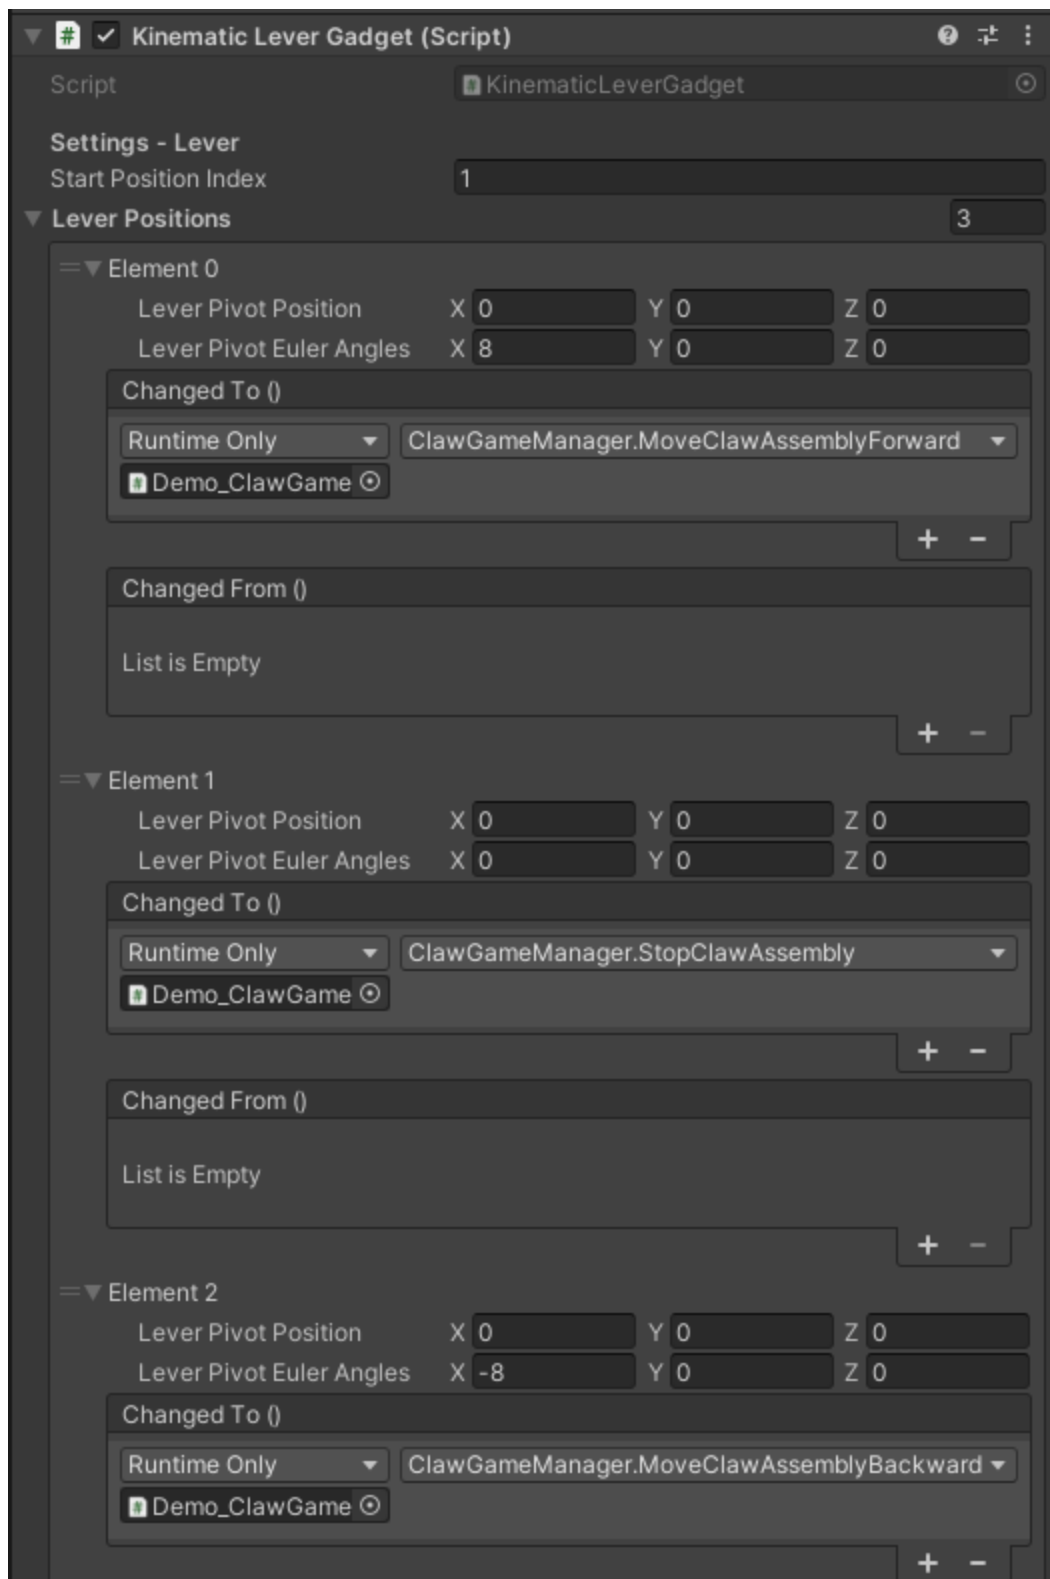 # Kinematic Lever Gadget (Script)
Script # KinematicLeverGadget
Settings - Lever
Start Position Index 1
Lever Positions 3
Element 0
Lever Pivot Position X 0 Y 0 Z 0
Lever Pivot Euler Angles X 8 Y 0 Z 0
Changed To ()
Runtime Only ClawGameManager.MoveClawAssemblyForward
# Demo_ClawGame
+ -
Changed From ()
List is Empty
+ -
Element 1
Lever Pivot Position X 0 Y 0 Z 0
Lever Pivot Euler Angles X 0 Y 0 Z 0
Changed To ()
Runtime Only ClawGameManager.StopClawAssembly
# Demo_ClawGame
+ -
Changed From ()
List is Empty
+ -
Element 2
Lever Pivot Position X 0 Y 0 Z 0
Lever Pivot Euler Angles X -8 Y 0 Z 0
Changed To ()
Runtime Only ClawGameManager.MoveClawAssemblyBackward
# Demo_ClawGame
+ -